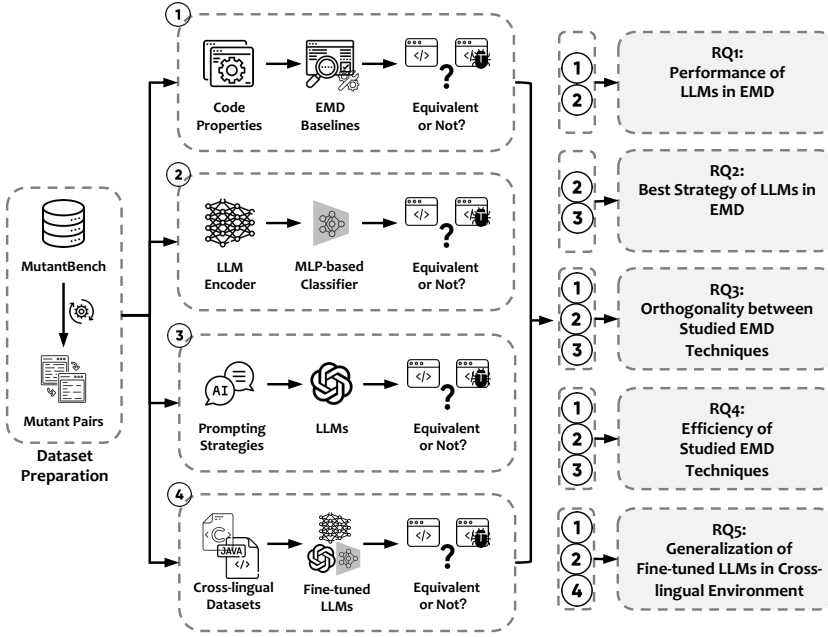 MutantBench
Mutant Pairs
Dataset
Preparation
1
Code
Properties
EMD
Baselines
</>
?
Equivalent
or Not?
2
LLM
Encoder
MLP-based
Classifier
</>
?
Equivalent
or Not?
3
AI
Prompting
Strategies
LLMs
</>
?
Equivalent
or Not?
4
C
JAVA
</>
Cross-lingual
Datasets
Fine-tuned
LLMs
</>
?
Equivalent
or Not?
1
2
RQ1:
Performance of
LLMs in EMD
2
3
RQ2:
Best Strategy of LLMs in
EMD
1
2
3
RQ3:
Orthogonality between
Studied EMD
Techniques
1
2
3
RQ4:
Efficiency of
Studied EMD
Techniques
1
2
4
RQ5:
Generalization of
Fine-tuned LLMs in Cross-
lingual Environment